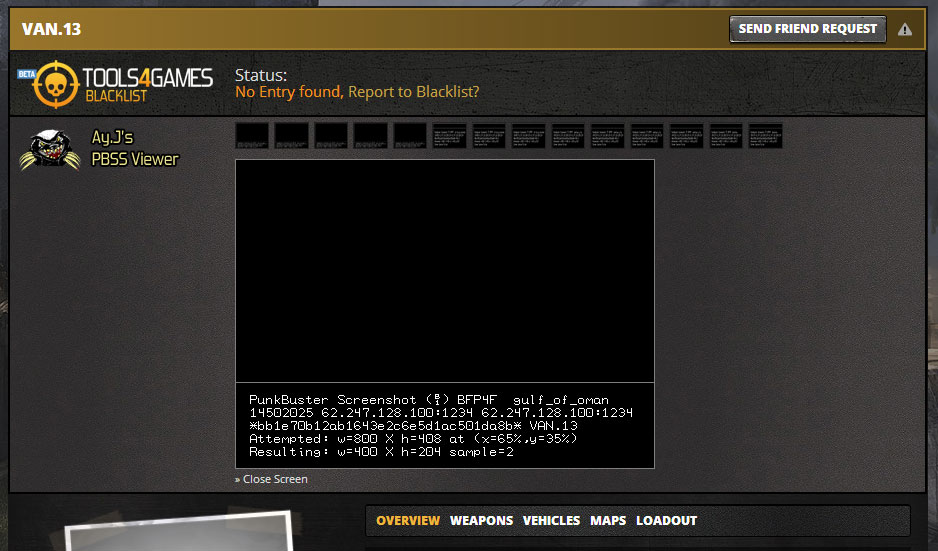 VAN.13
SEND FRIEND REQUEST
BETA
TOOLS4GAMES
BLACKLIST
Status:
No Entry found, Report to Blacklist?
Ay.J's
PBSS Viewer
PunkBuster Screenshot (¦) BFP4F  gulf_of_oman
14502025 62.247.128.100:1234 62.247.128.100:1234
*bb1e70b12ab1643e2c6e5d1ac501da8b* VAN.13
Attempted: w=800 X h=408 at (x=65%,y=35%)
Resulting: w=400 X h=204 sample=2
» Close Screen
OVERVIEW WEAPONS VEHICLES MAPS LOADOUT